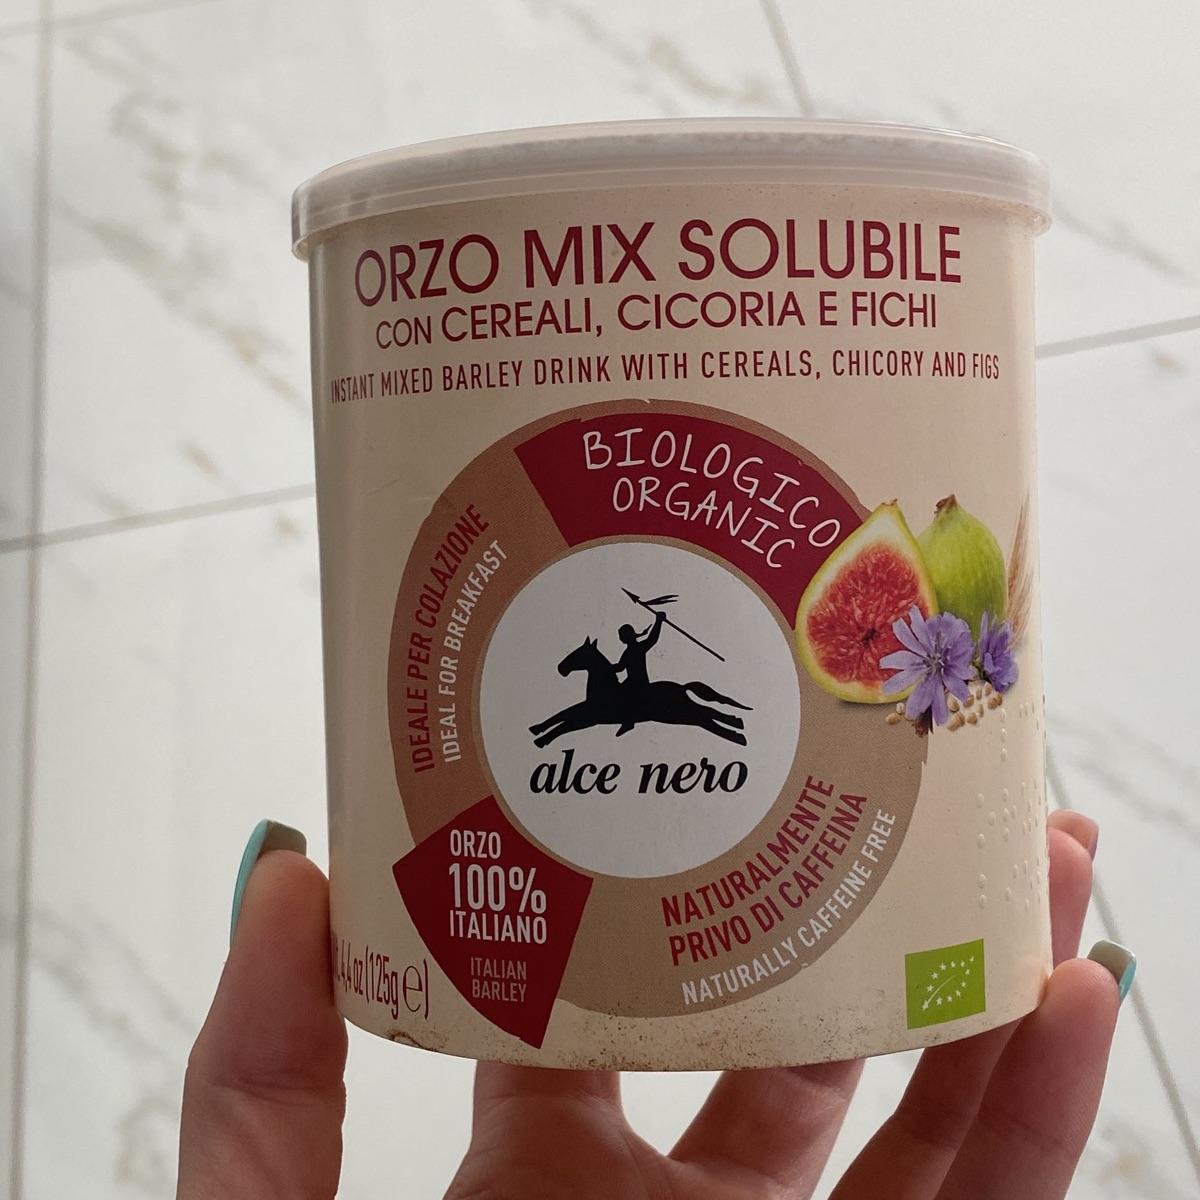 ORZO MIX SOLUBILE
CON CEREALI, CICORIA E FICHI
INSTANT MIXED BARLEY DRINK WITH CEREALS, CHICORY AND FIGS
BIOLOGICO
ORGANIC
IDEALE PER COLAZIONE
IDEAL FOR BREAKFAST
alce nero
ORZO
100%
ITALIANO
ITALIAN
BARLEY
NATURALMENTE
PRIVO DI CAFFEINA
NATURALLY CAFFEINE FREE
4,4 oz (125g ℮)